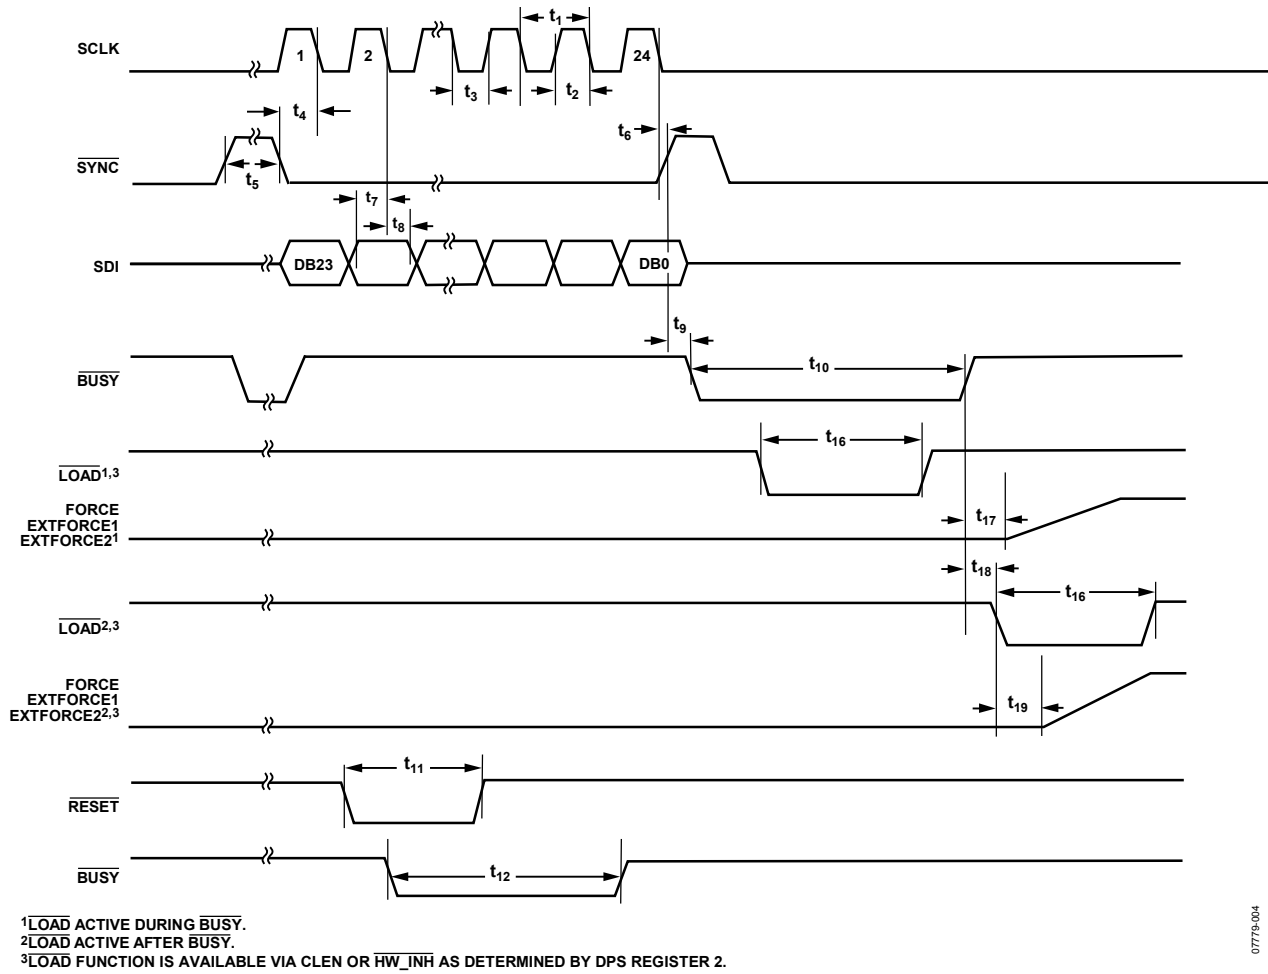 t1
SCLK
1
2
24
t3
t2
t4
t6
SYNC
t5
t7
t8
SDI
DB23
DB0
t9
BUSY
t10
t16
LOAD1,3
FORCE
EXTFORCE1
EXTFORCE21
t17
t18
t16
LOAD2,3
FORCE
EXTFORCE1
EXTFORCE22,3
t19
t11
RESET
BUSY
t12
1LOAD ACTIVE DURING BUSY.
2LOAD ACTIVE AFTER BUSY.
3LOAD FUNCTION IS AVAILABLE VIA CLEN OR HW_INH AS DETERMINED BY DPS REGISTER 2.
07779-004